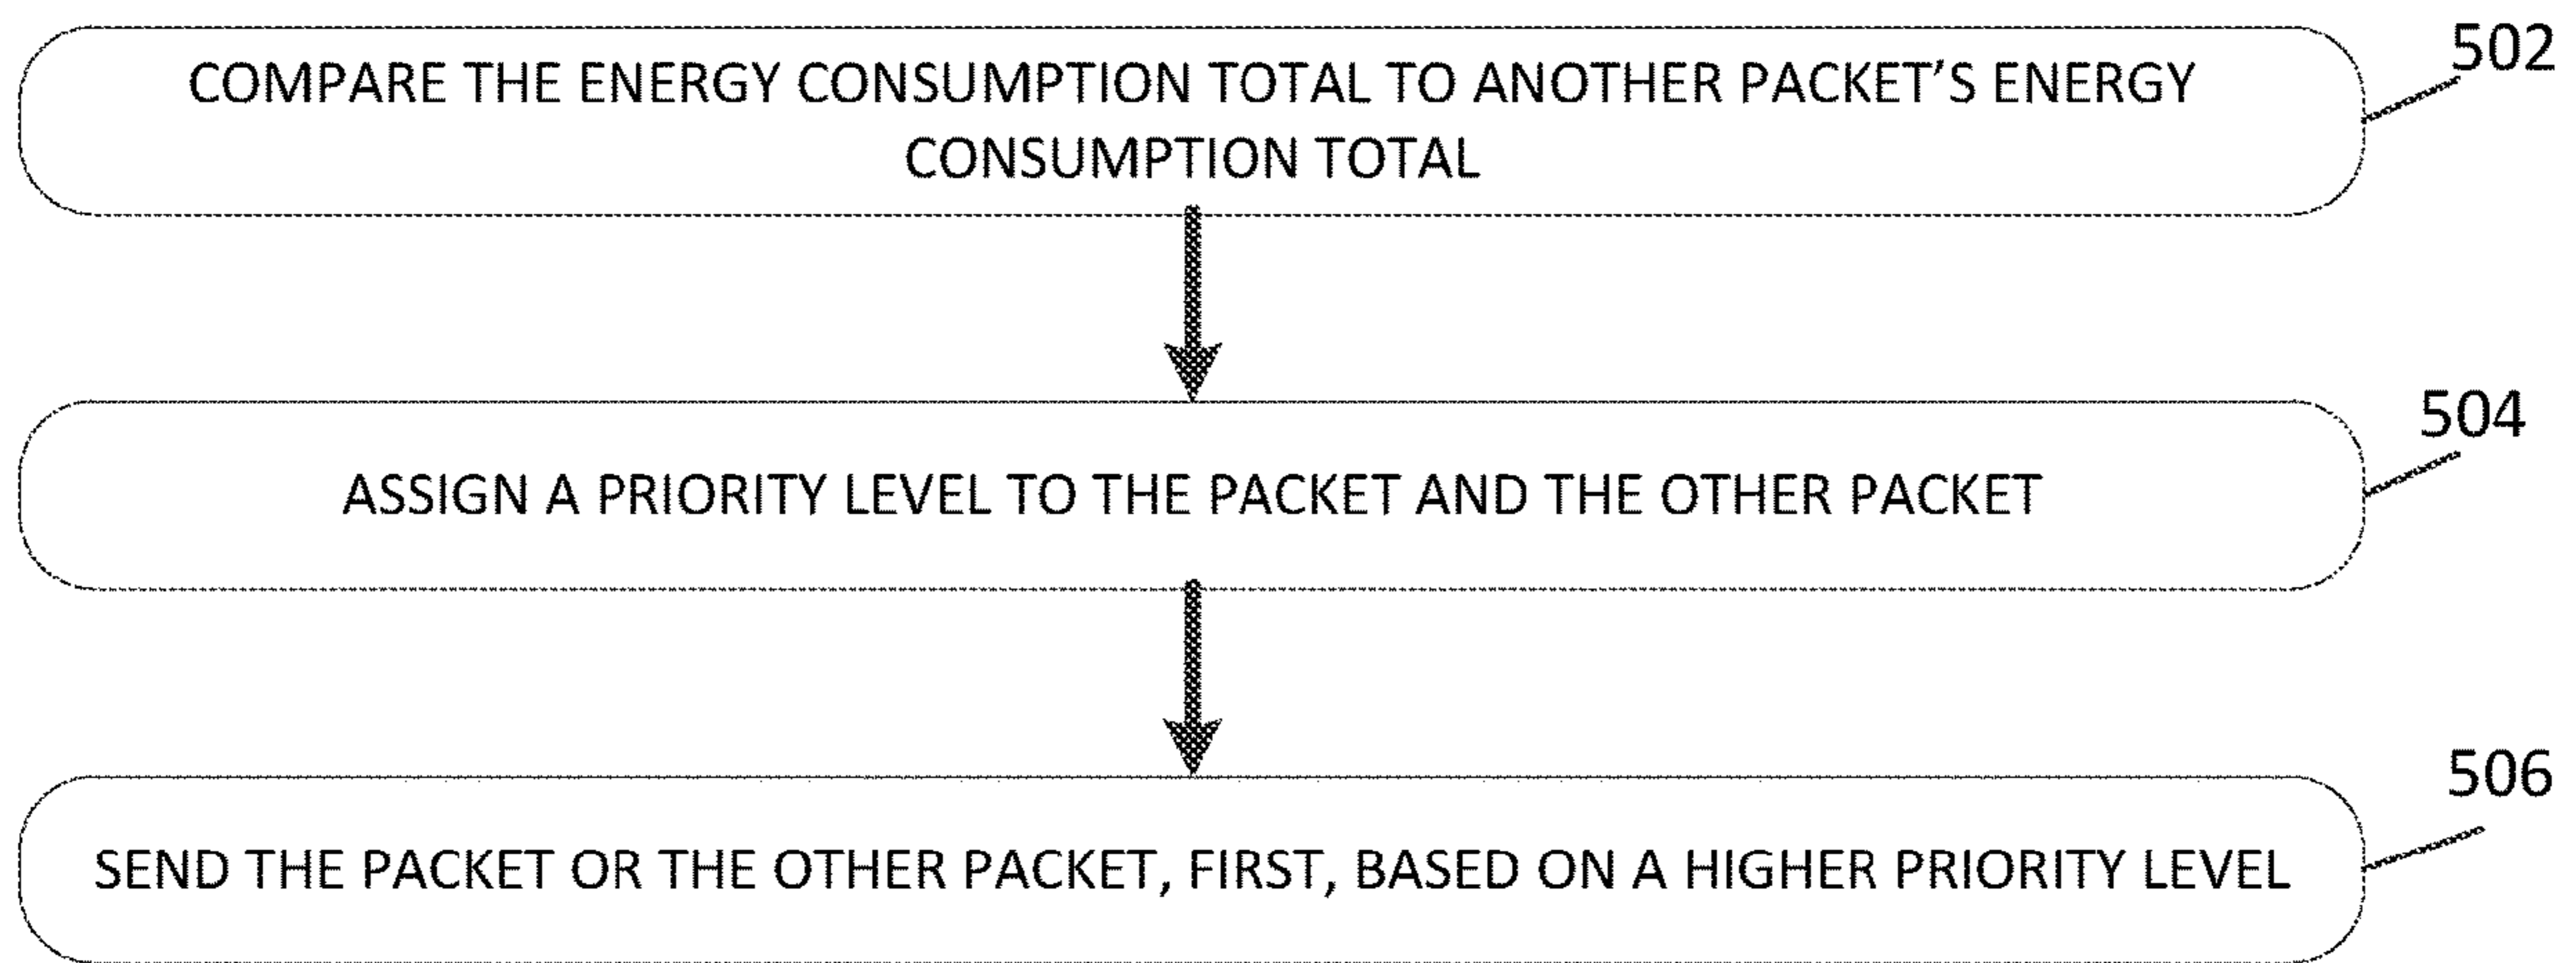 COMPARE THE ENERGY CONSUMPTION TOTAL TO ANOTHER PACKET'S ENERGY
CONSUMPTION TOTAL
502
ASSIGN A PRIORITY LEVEL TO THE PACKET AND THE OTHER PACKET
504
SEND THE PACKET OR THE OTHER PACKET, FIRST, BASED ON A HIGHER PRIORITY LEVEL
506